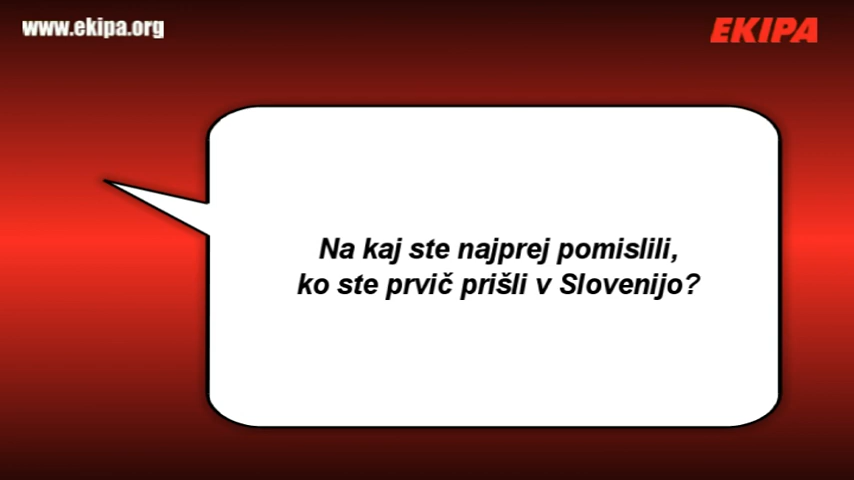 www.ekipa.org
EKIPA
Na kaj ste najprej pomislili,
ko ste prvič prišli v Slovenijo?